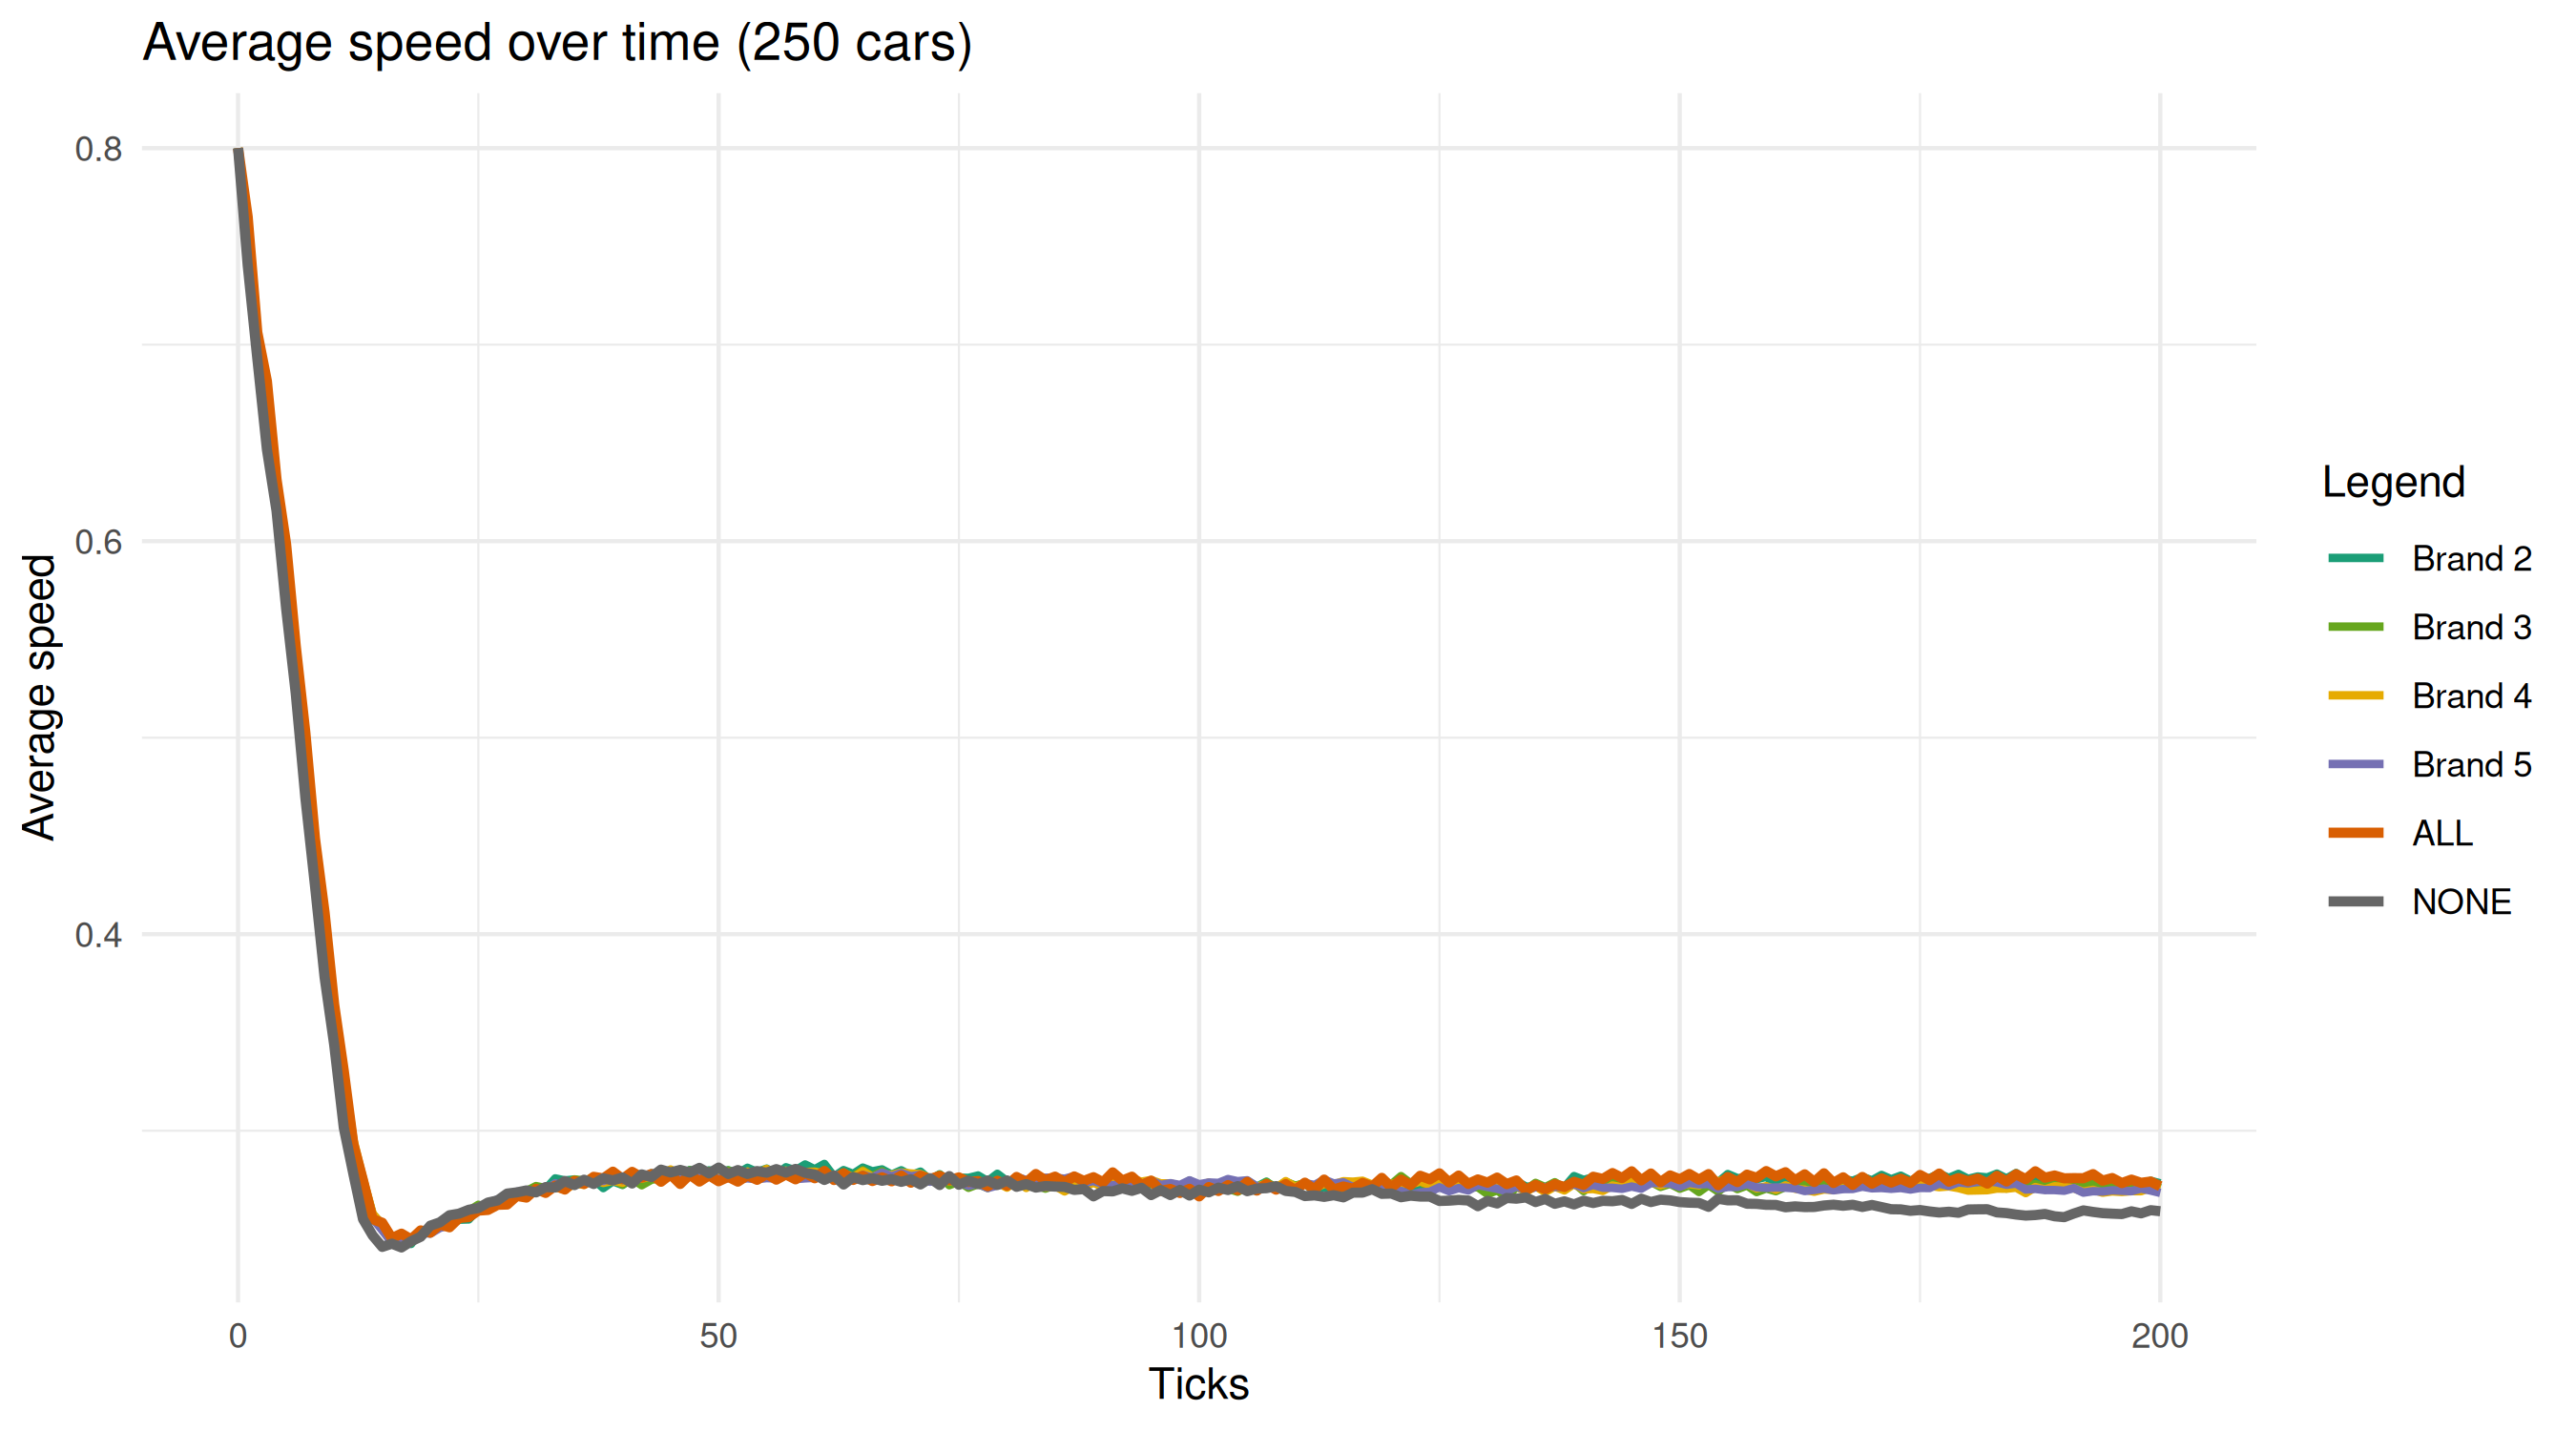 Average speed over time (250 cars)
0.8
0.6
0.4
Average speed
0
50
100
150
200
Ticks
Legend
Brand 2
Brand 3
Brand 4
Brand 5
ALL
NONE